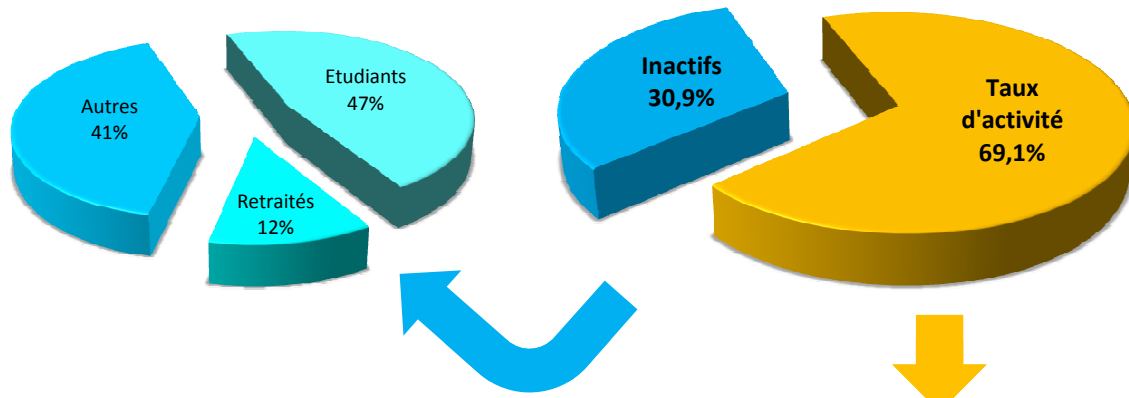 Autres
41%
Etudiants
47%
Retraités
12%
Inactifs
30,9%
Taux
d'activité
69,1%